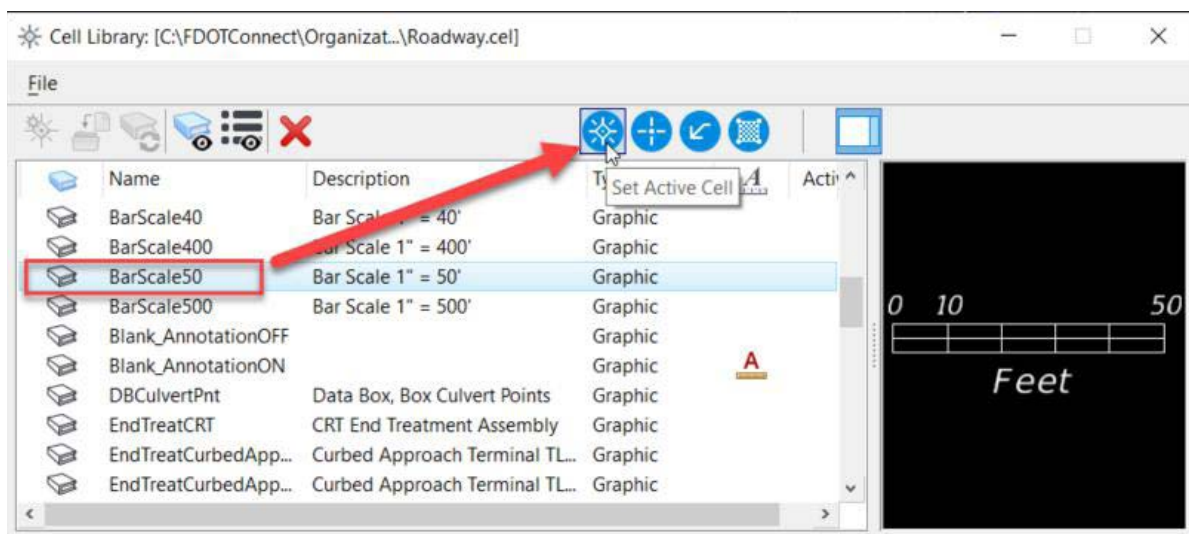 Cell Library: [C:\FDOTConnect\Organizat...\Roadway.cel]
File
Set Active Cell
Name Description A Activ
BarScale40 Bar Scale = 40' Graphic
BarScale400 Scale 1" = 400' Graphic
BarScale50 Bar Scale 1" = 50' Graphic
BarScale500 Bar Scale 1" = 500' Graphic
Blank_AnnotationOFF Graphic
Blank_AnnotationON Graphic A
DBCulvertPnt Data Box, Box Culvert Points Graphic
EndTreatCRT CRT End Treatment Assembly Graphic
EndTreatCurbedApp... Curbed Approach Terminal TL... Graphic
EndTreatCurbedApp... Curbed Approach Terminal TL... Graphic
0 10 50
Feet